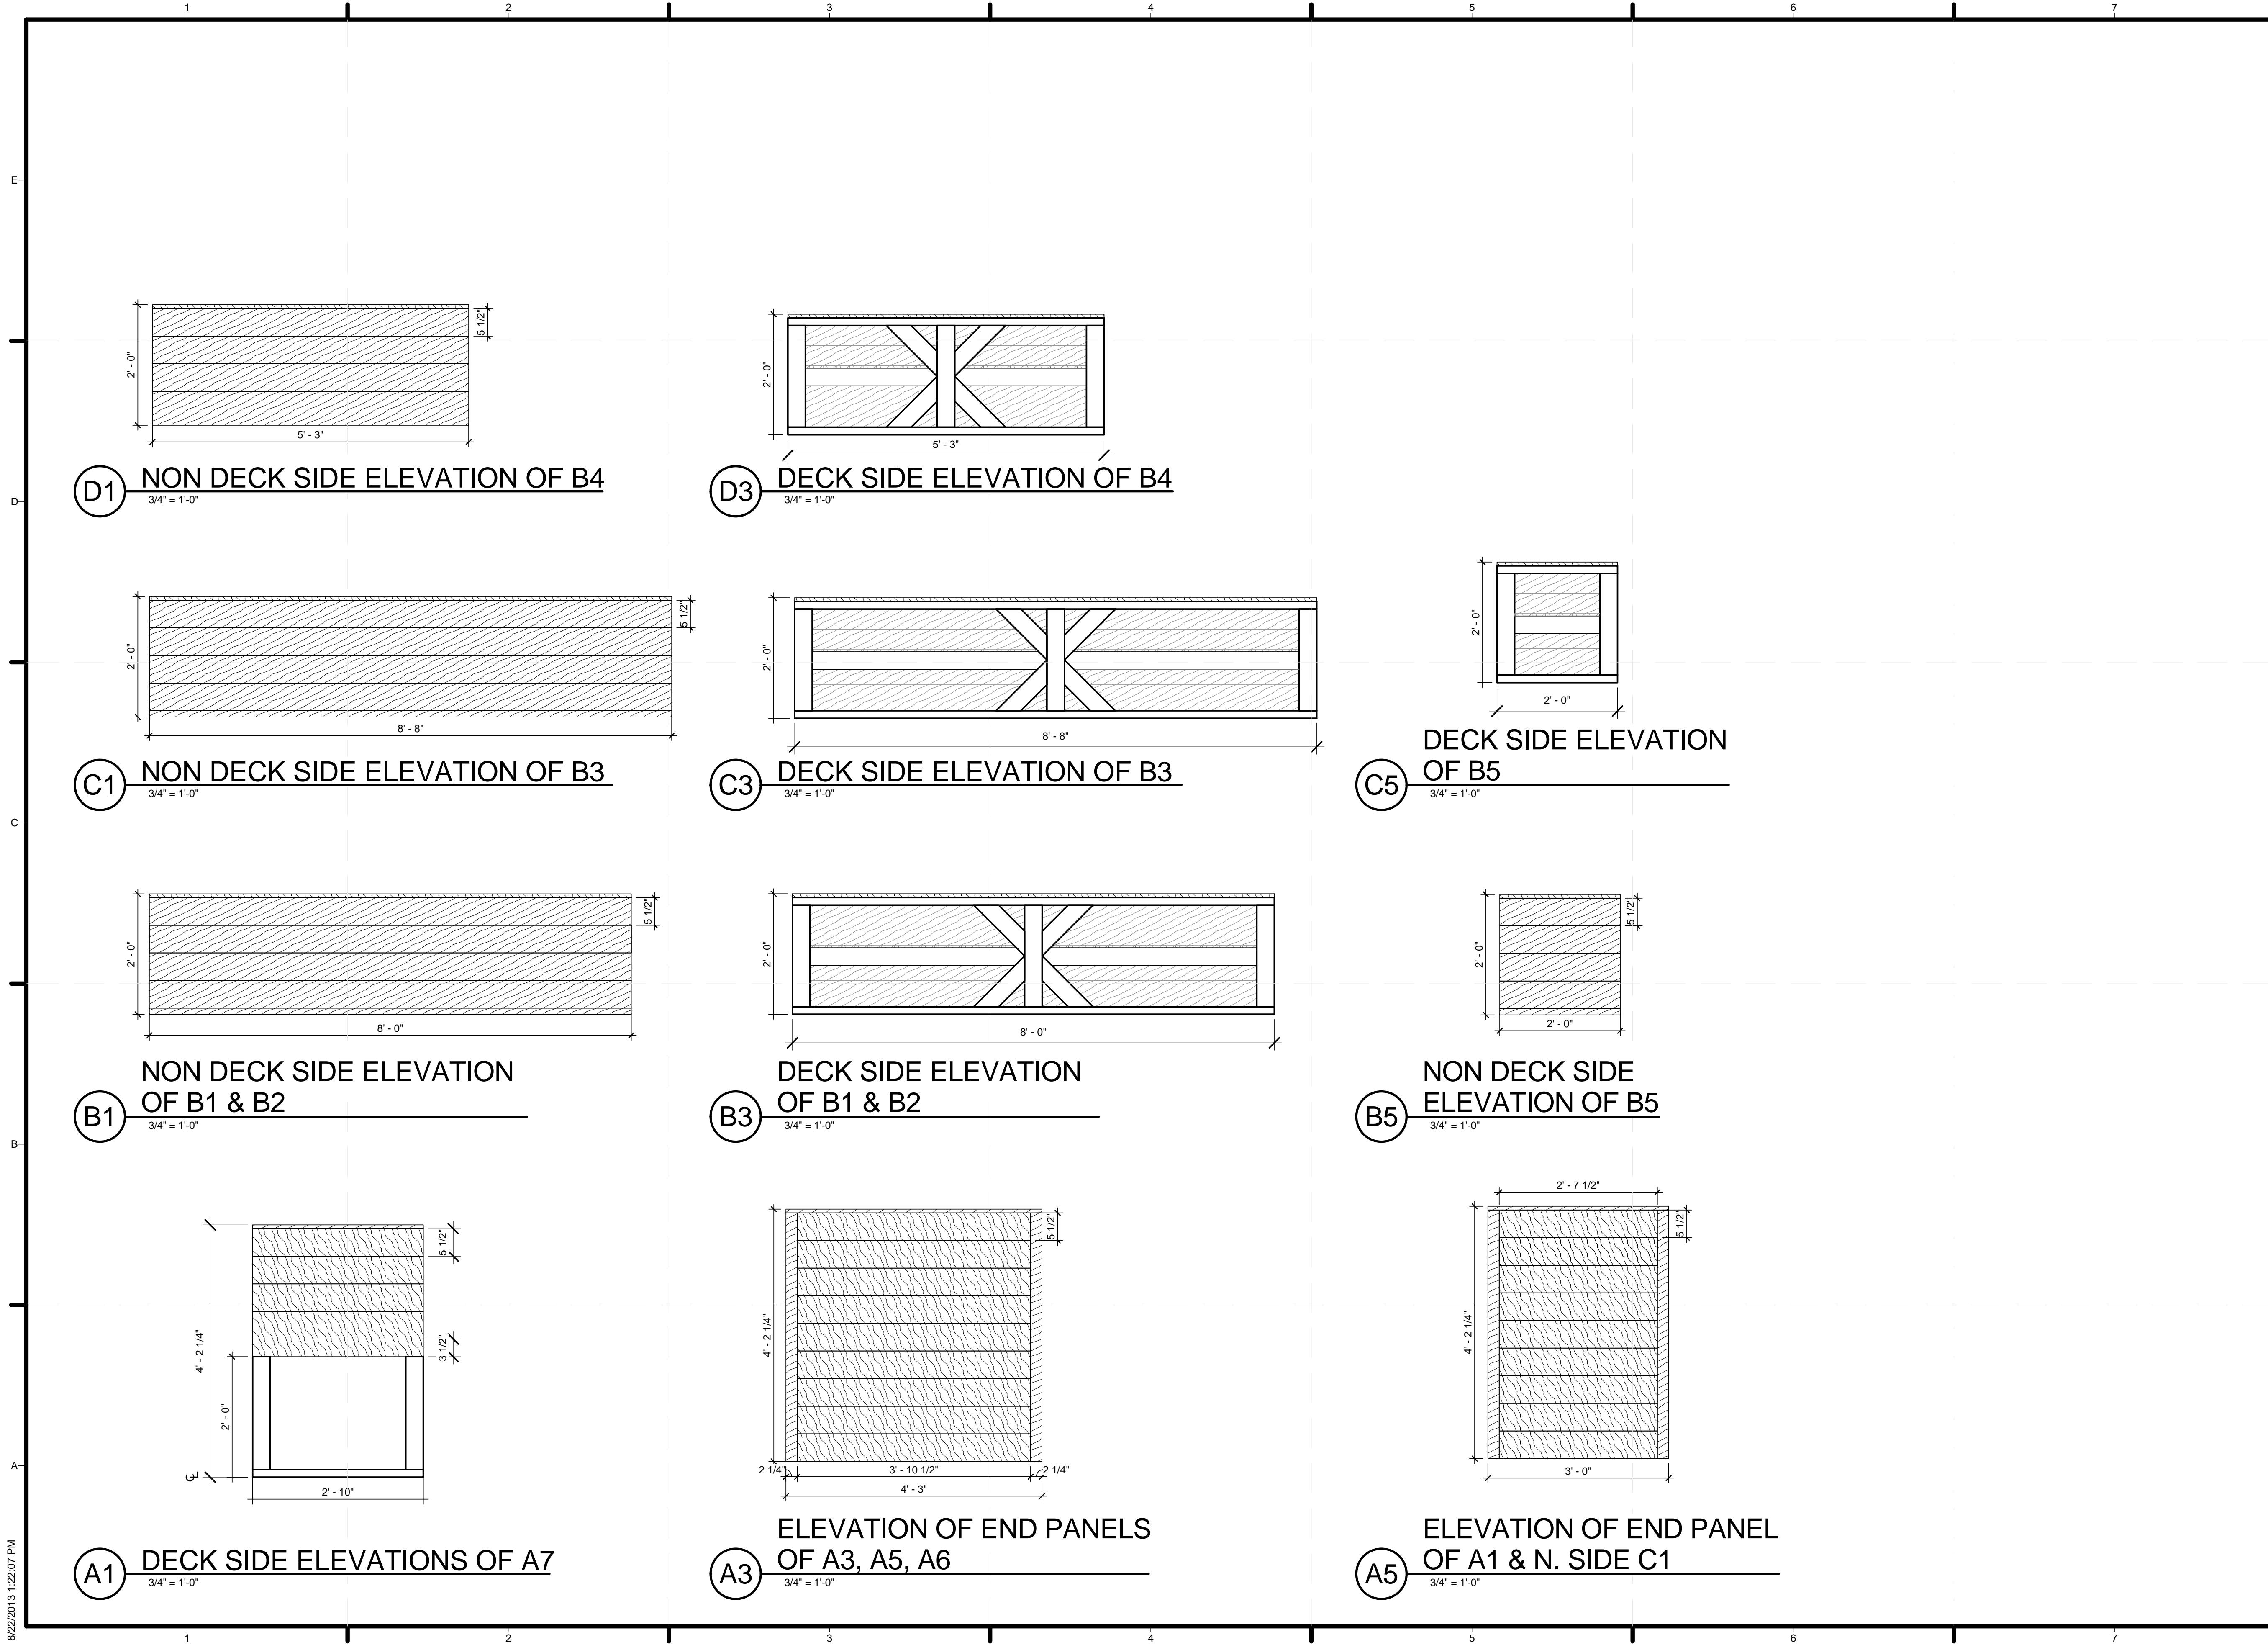 1 2 3 4 5 6 7
E
D
C
B
A
2' - 0"
5 1/2"
5' - 3"
D1 NON DECK SIDE ELEVATION OF B4
3/4" = 1'-0"
2' - 0"
5' - 3"
D3 DECK SIDE ELEVATION OF B4
3/4" = 1'-0"
2' - 0"
5 1/2"
8' - 8"
C1 NON DECK SIDE ELEVATION OF B3
3/4" = 1'-0"
2' - 0"
8' - 8"
C3 DECK SIDE ELEVATION OF B3
3/4" = 1'-0"
2' - 0"
2' - 0"
DECK SIDE ELEVATION
C5 OF B5
3/4" = 1'-0"
2' - 0"
5 1/2"
8' - 0"
NON DECK SIDE ELEVATION
B1 OF B1 & B2
3/4" = 1'-0"
2' - 0"
8' - 0"
DECK SIDE ELEVATION
B3 OF B1 & B2
3/4" = 1'-0"
2' - 0"
5 1/2"
2' - 0"
NON DECK SIDE
B5 ELEVATION OF B5
3/4" = 1'-0"
5 1/2"
4' - 2 1/4"
3 1/2"
2' - 0"
CL
2' - 10"
A1 DECK SIDE ELEVATIONS OF A7
3/4" = 1'-0"
5 1/2"
4' - 2 1/4"
2 1/4" 3' - 10 1/2" 2 1/4"
4' - 3"
ELEVATION OF END PANELS
A3 OF A3, A5, A6
3/4" = 1'-0"
2' - 7 1/2"
5 1/2"
4' - 2 1/4"
3' - 0"
ELEVATION OF END PANEL
A5 OF A1 & N. SIDE C1
3/4" = 1'-0"
8/22/2013 1:22:07 PM
1 2 3 4 5 6 7